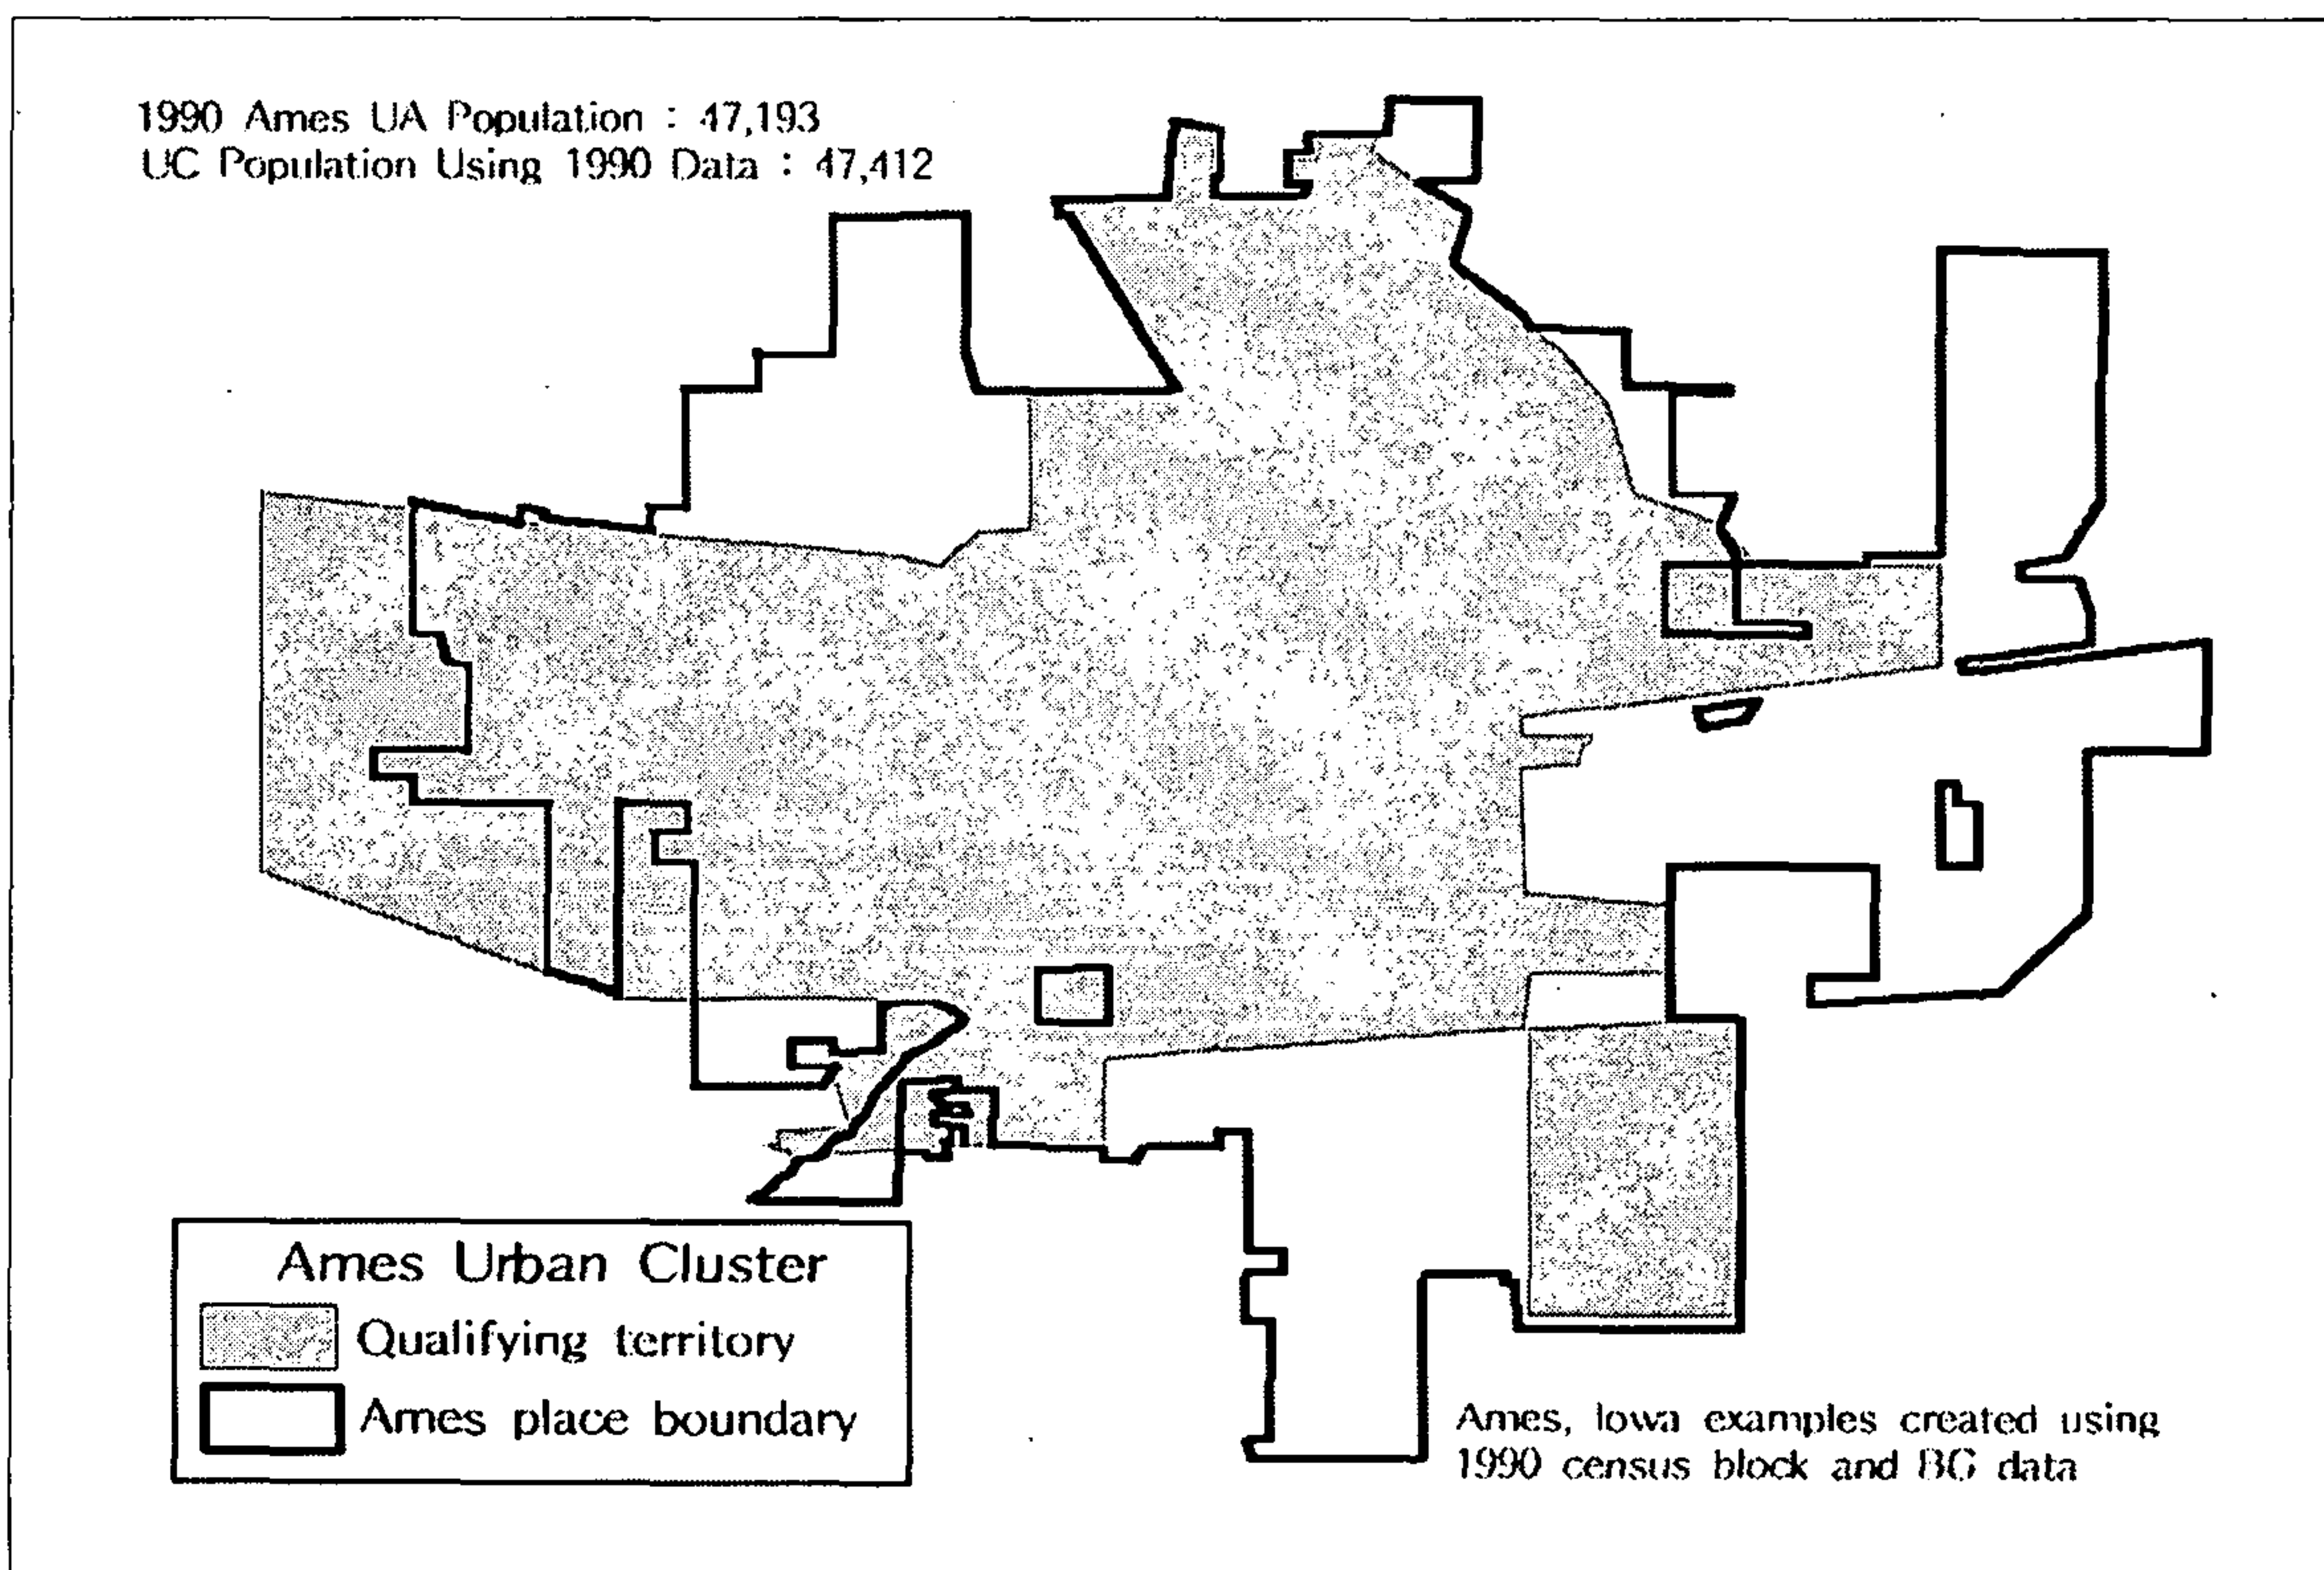 1990 Ames UA Population : 47,193
UC Population Using 1990 Data : 47,412
Ames Urban Cluster
Qualifying territory
Ames place boundary
Ames, Iowa examples created using
1990 census block and BG data